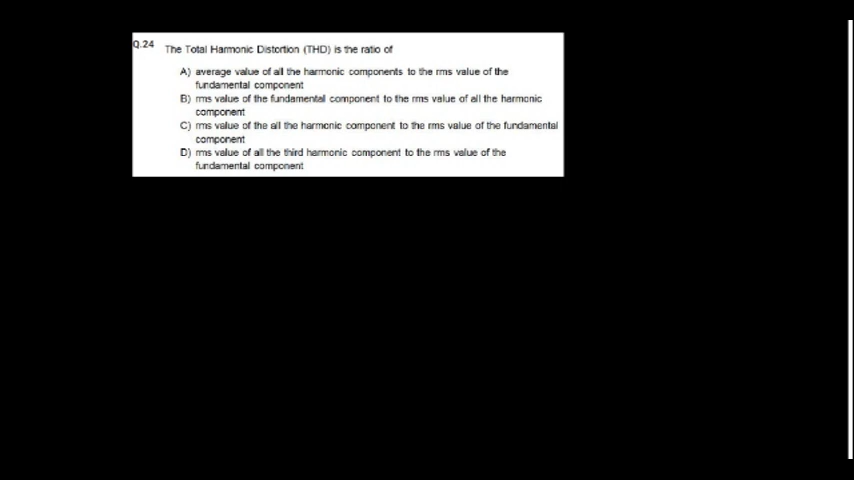 Q.24 The Total Harmonic Distortion (THD) is the ratio of
A) average value of all the harmonic components to the rms value of the
fundamental component
B) rms value of the fundamental component to the rms value of all the harmonic
component
C) rms value of the all the harmonic component to the rms value of the fundamental
component
D) rms value of all the third harmonic component to the rms value of the
fundamental component